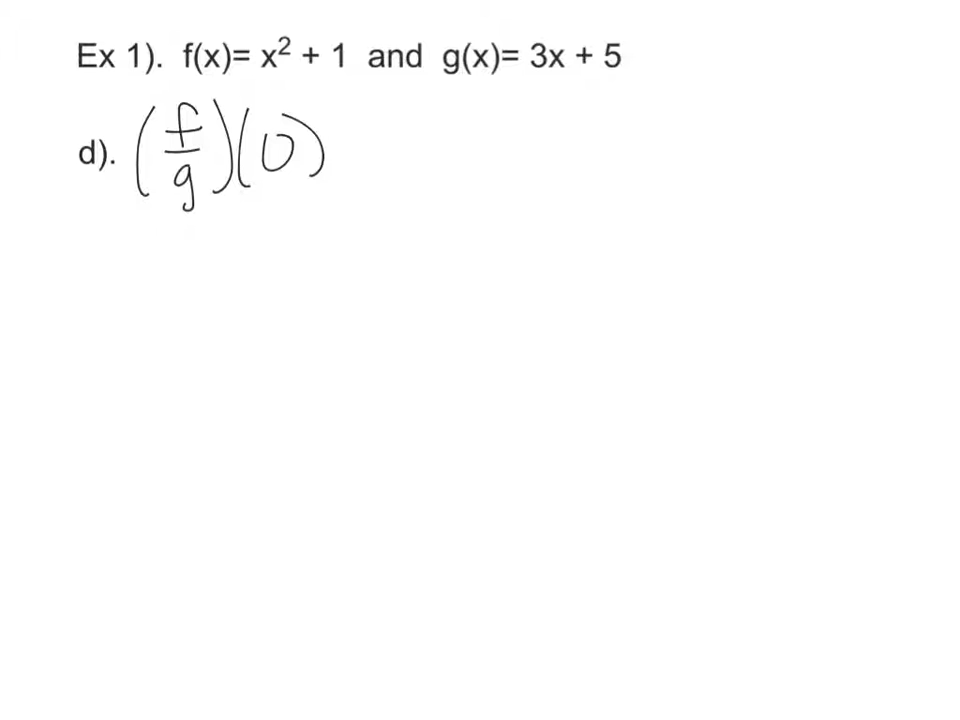 Ex 1). f(x)= x² + 1 and g(x)= 3x + 5
d). (f/g)(0)